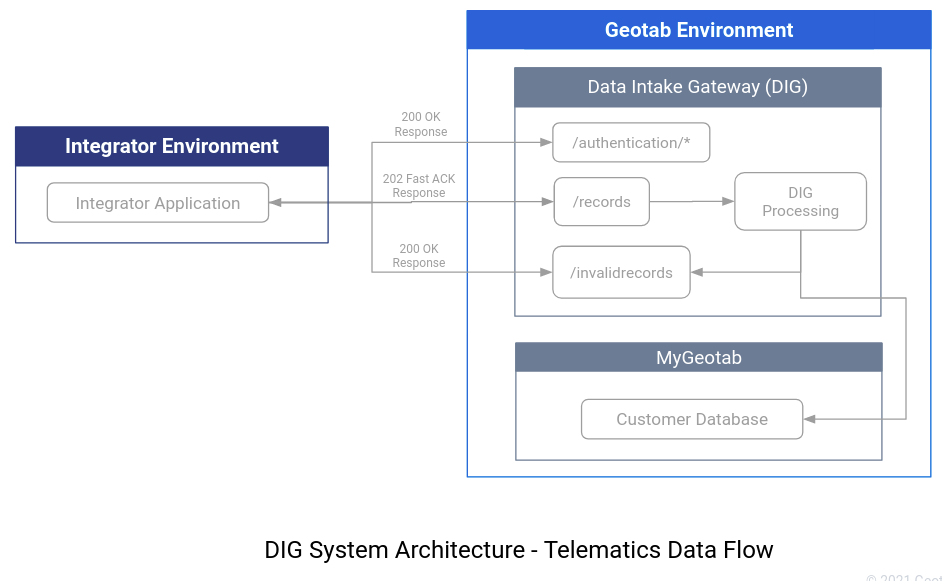 Geotab Environment
Data Intake Gateway (DIG)
200 OK
Response
/authentication/*
Integrator Environment
202 Fast ACK
Response
Integrator Application
/records
DIG
Processing
200 OK
Response
/invalidrecords
MyGeotab
Customer Database
DIG System Architecture - Telematics Data Flow
© 2021